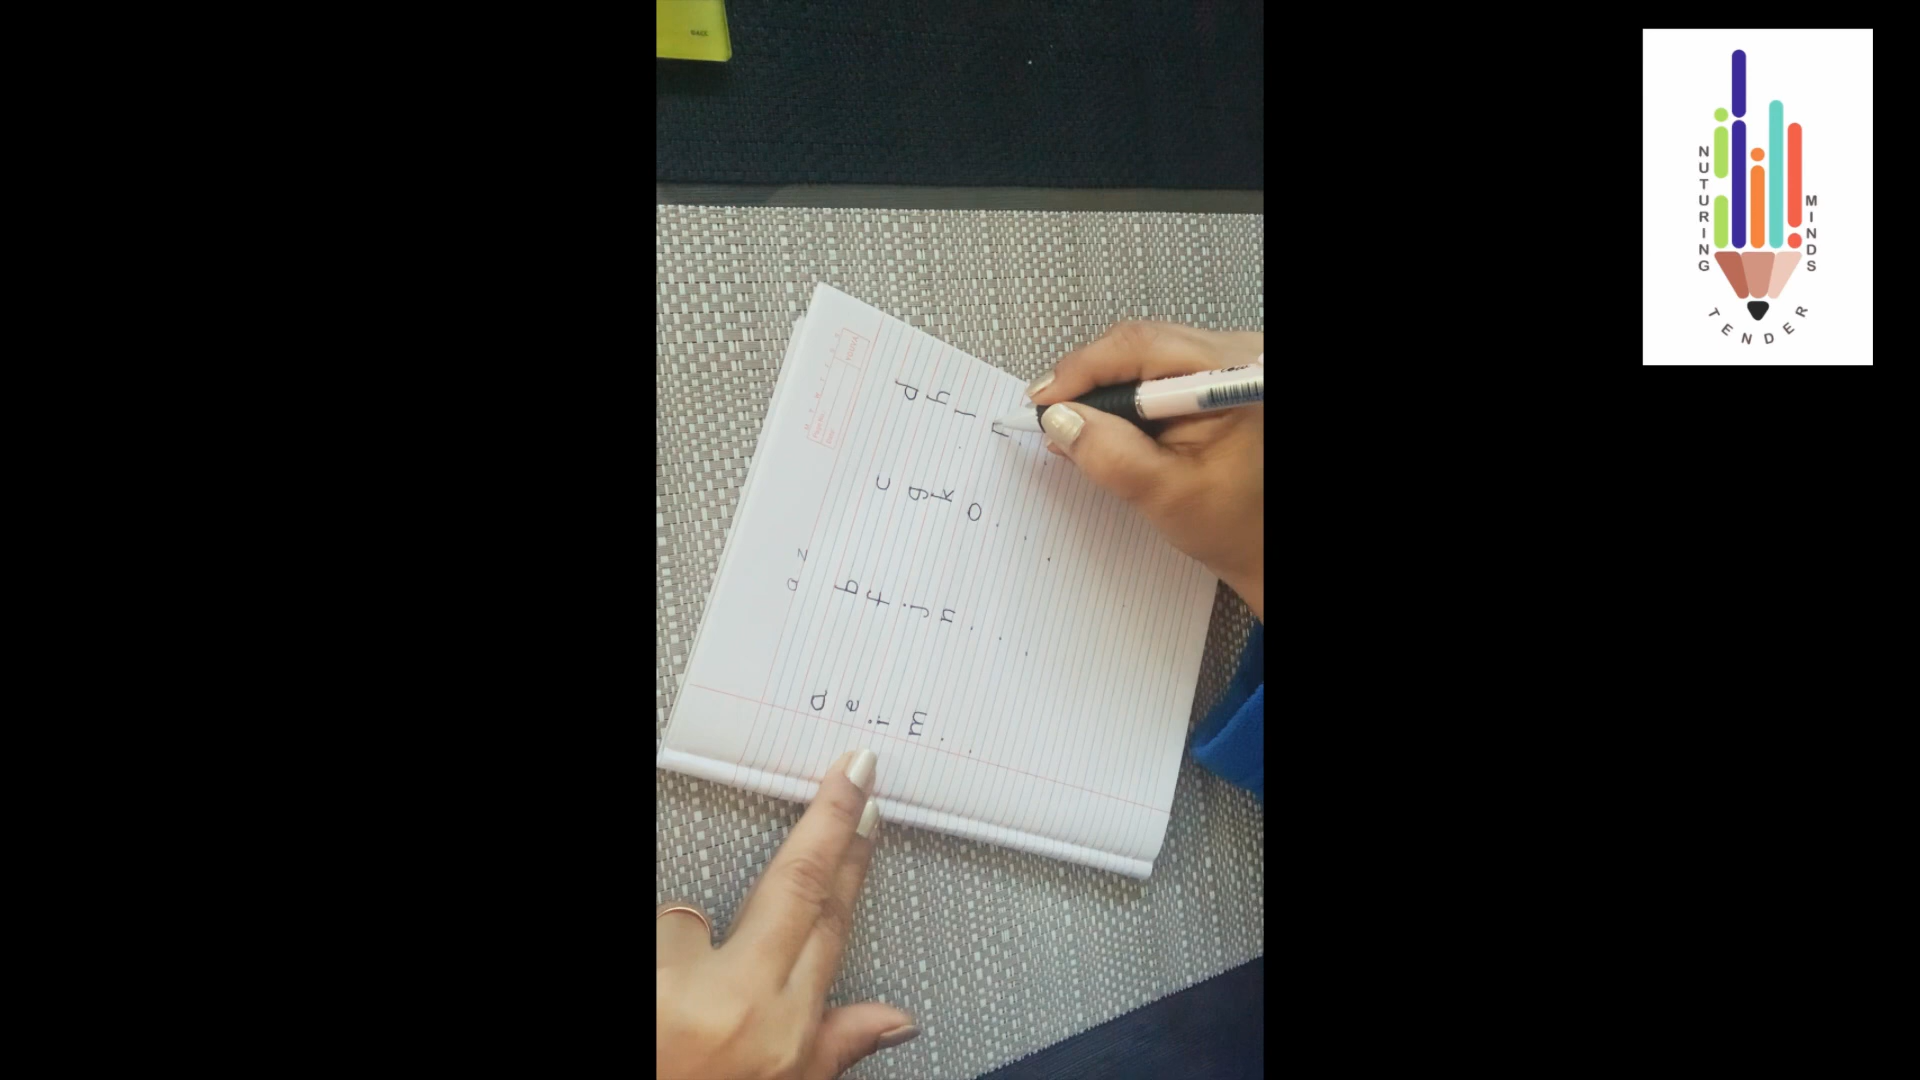 a z
a b c d
e f g h
i j k l
m n o
NUTURING
TENDER
MINDS